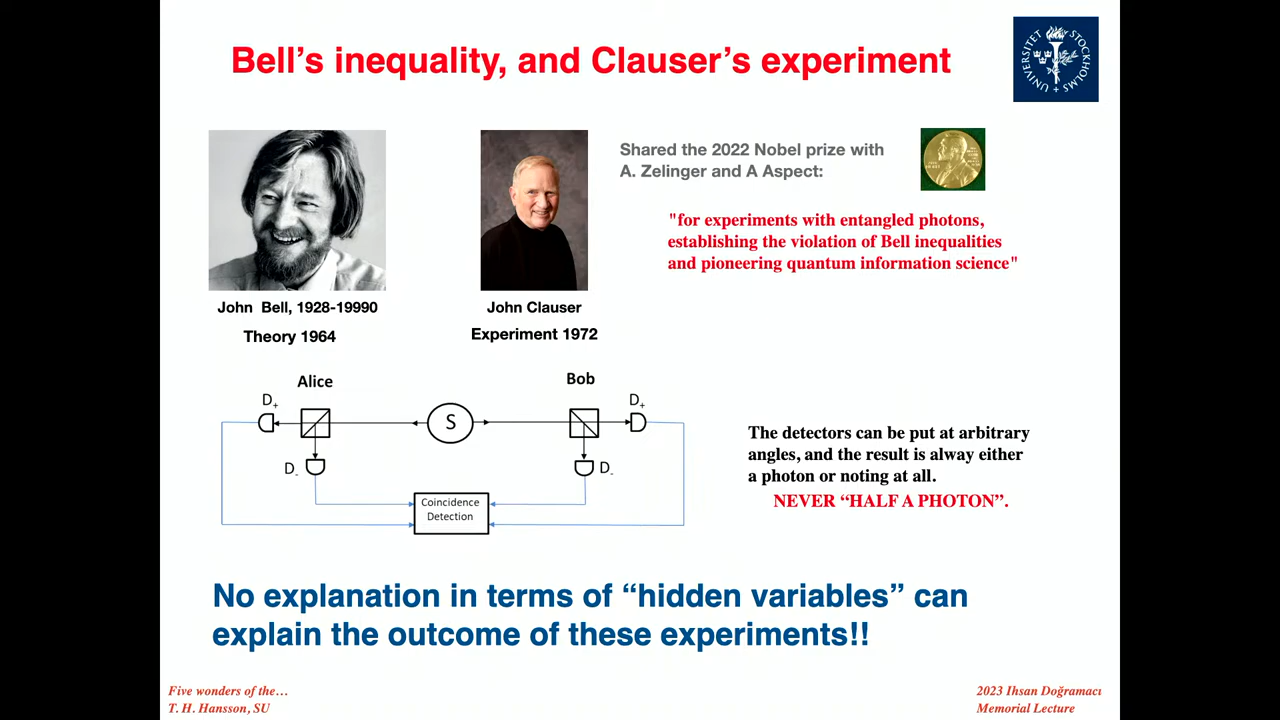 Bell's inequality, and Clauser's experiment
UNIVERSITET STOCKHOLMS
Shared the 2022 Nobel prize with
A. Zelinger and A Aspect:
"for experiments with entangled photons,
establishing the violation of Bell inequalities
and pioneering quantum information science"
John Bell, 1928-19990
Theory 1964
John Clauser
Experiment 1972
Alice
Bob
D+
S
D+
D-
D-
Coincidence
Detection
The detectors can be put at arbitrary
angles, and the result is alway either
a photon or noting at all.
NEVER “HALF A PHOTON”.
No explanation in terms of “hidden variables” can
explain the outcome of these experiments!!
Five wonders of the…
T. H. Hansson, SU
2023 Ihsan Doğramacı
Memorial Lecture